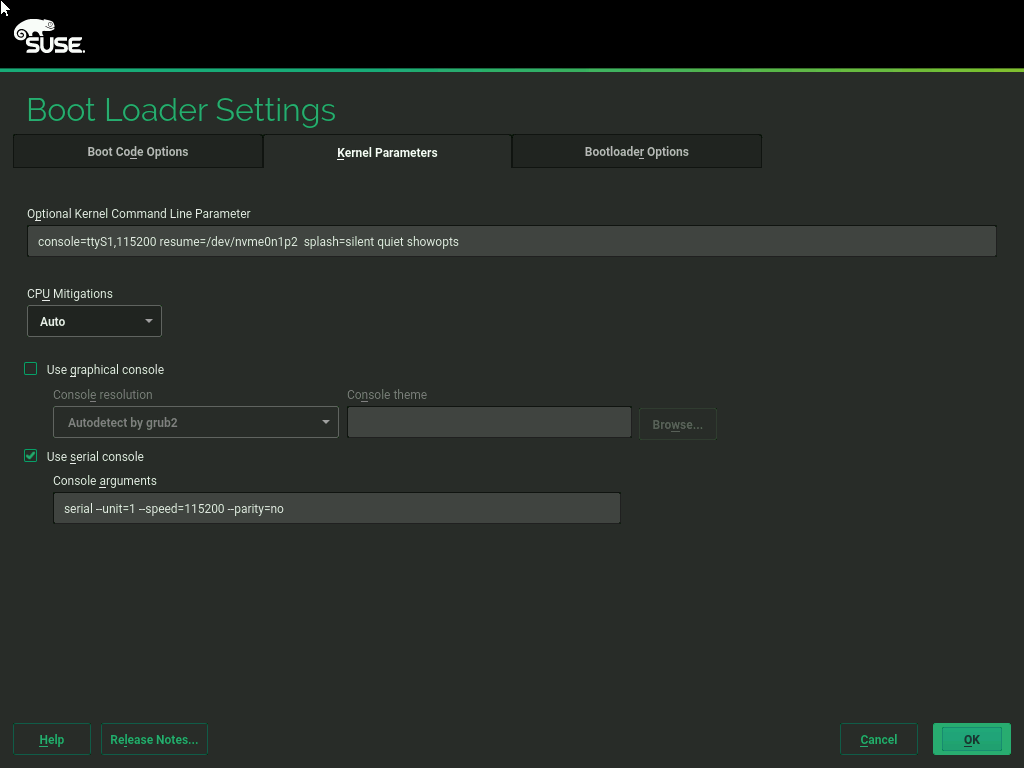 SUSE.
Boot Loader Settings
Boot Code Options Kernel Parameters Bootloader Options
Optional Kernel Command Line Parameter
console=ttyS1,115200 resume=/dev/nvme0n1p2  splash=silent quiet showopts
CPU Mitigations
Auto
Use graphical console
Console resolution Console theme
Autodetect by grub2 Browse...
Use serial console
Console arguments
serial --unit=1 --speed=115200 --parity=no
Help Release Notes... Cancel OK